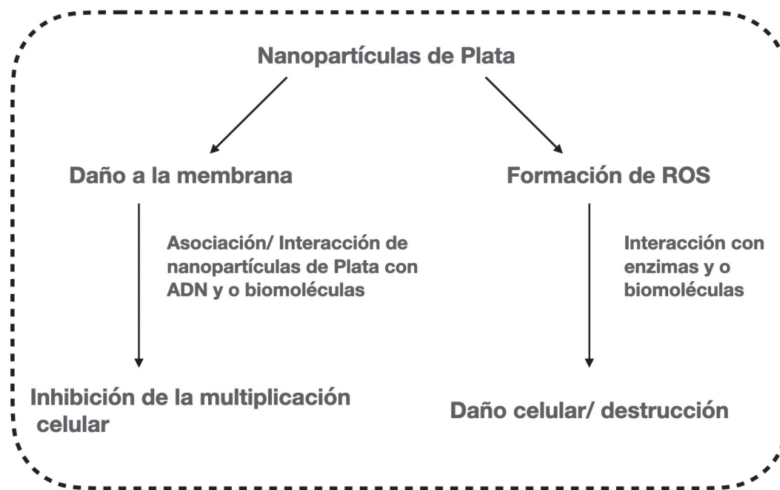 Nanopartículas de Plata
Daño a la membrana
Formación de ROS
Asociación/ Interacción de
nanopartículas de Plata con
ADN y o biomoléculas
Interacción con
enzimas y o
biomoléculas
Inhibición de la multiplicación
celular
Daño celular/ destrucción